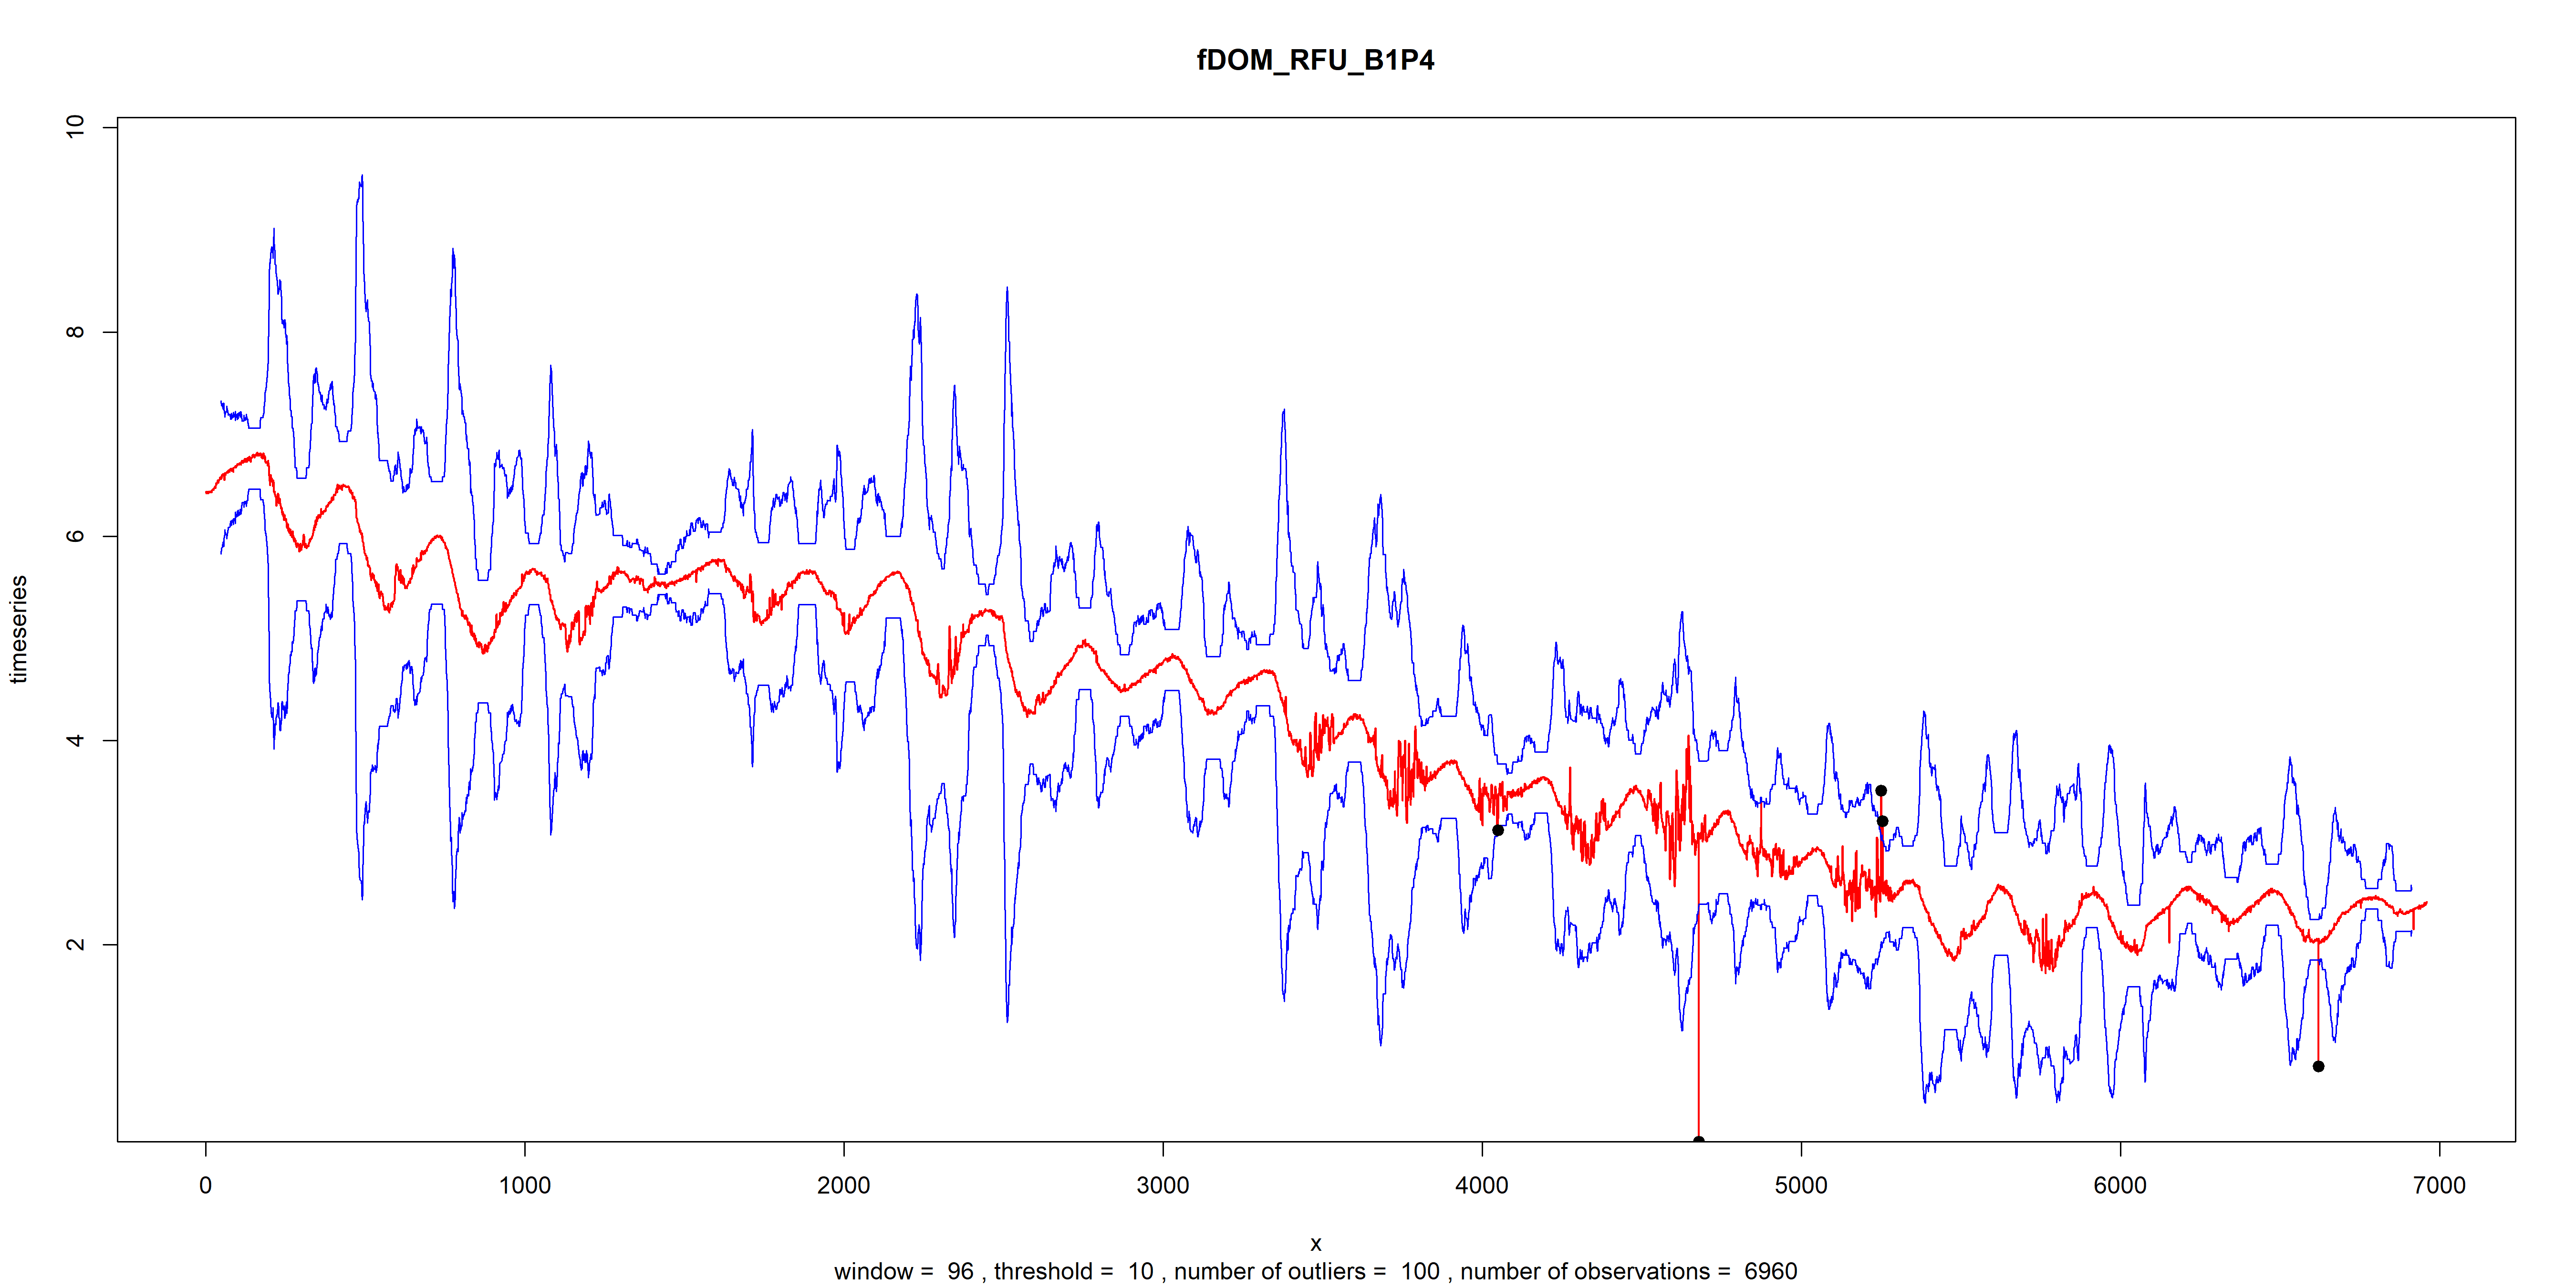 fDOM_RFU_B1P4
10
8
6
4
2
timeseries
0 1000 2000 3000 4000 5000 6000 7000
x
window =  96 , threshold =  10 , number of outliers =  100 , number of observations =  6960